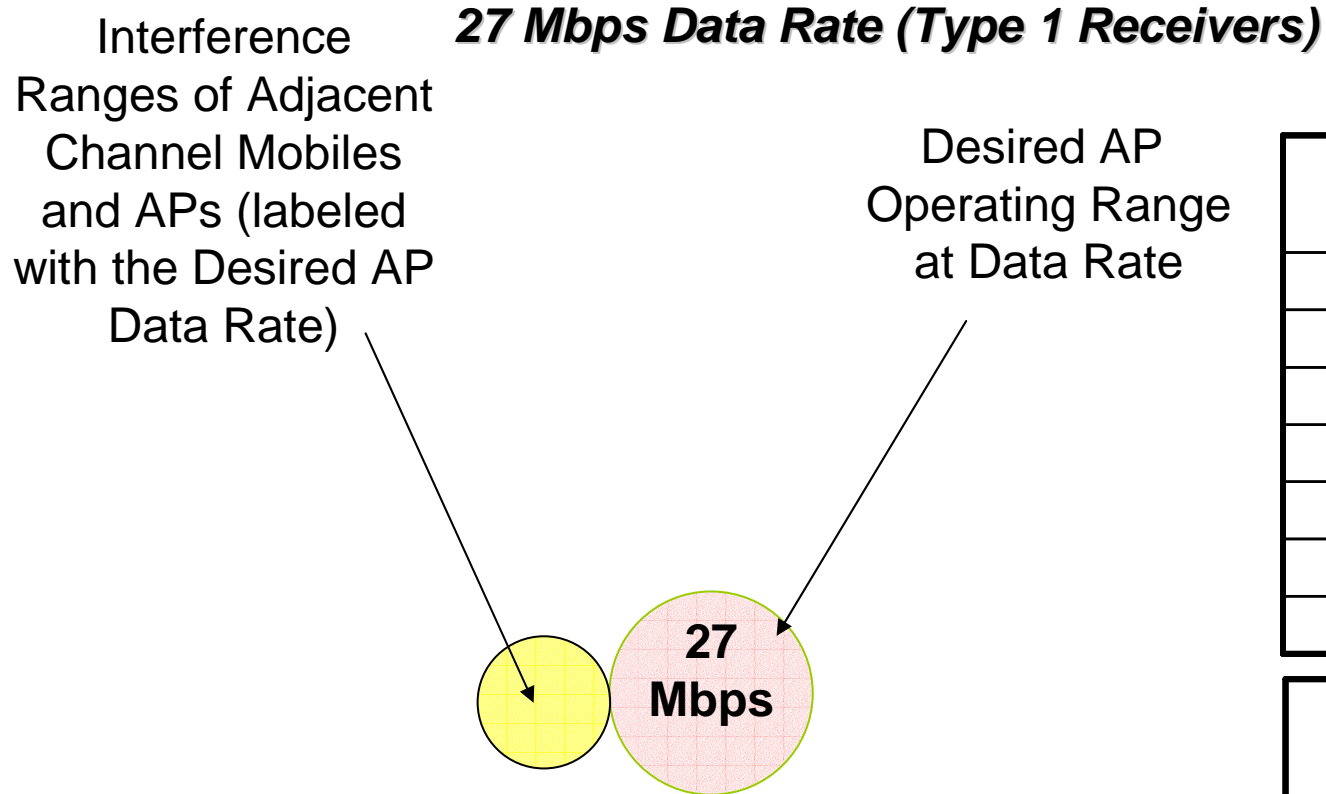 27 Mbps Data Rate (Type 1 Receivers)
Interference
Ranges of Adjacent
Channel Mobiles
and APs (labeled
with the Desired AP
Data Rate)
Desired AP
Operating Range
at Data Rate
27
Mbps